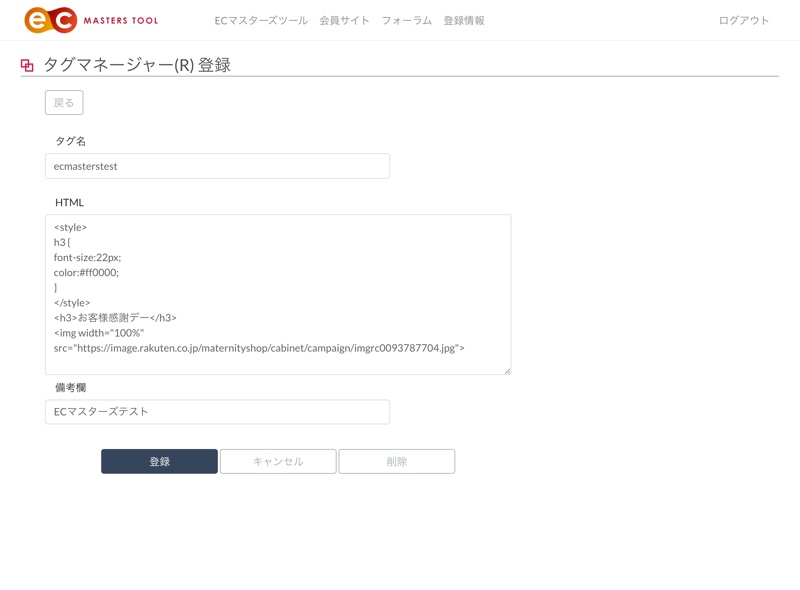 ec MASTERS TOOL ECマスターズツール 会員サイト フォーラム 登録情報 ログアウト
タグマネージャー(R) 登録
戻る
タグ名
ecmasterstest
HTML
<style>
h3 {
font-size:22px;
color:#ff0000;
}
</style>
<h3>お客様感謝デー</h3>
<img width="100%"
src="https://image.rakuten.co.jp/maternityshop/cabinet/campaign/imgrc0093787704.jpg">
備考欄
ECマスターズテスト
登録 キャンセル 削除